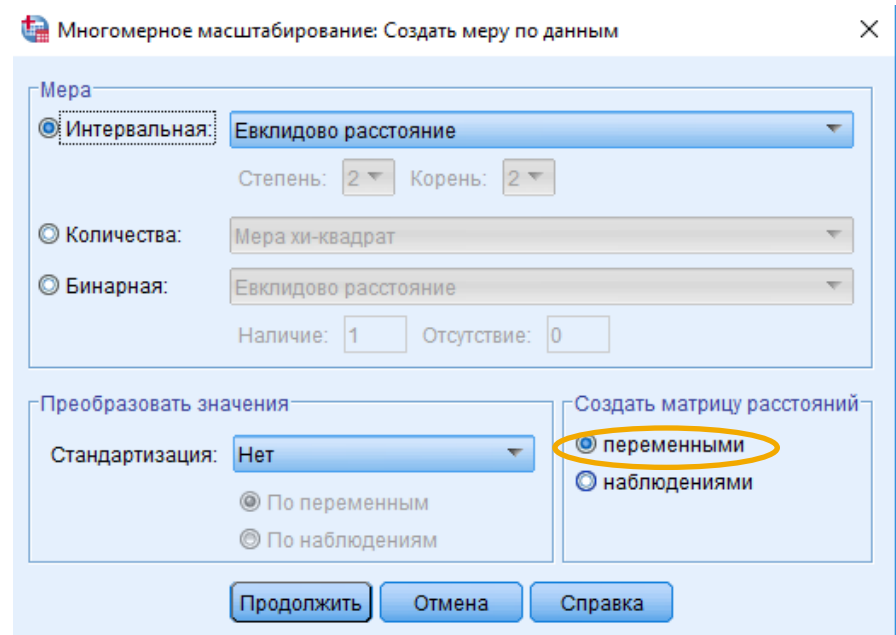 Многомерное масштабирование: Создать меру по данным
Мера
Интервальная: Евклидово расстояние
Степень: 2 Корень: 2
Количества: Мера хи-квадрат
Бинарная: Евклидово расстояние
Наличие: 1 Отсутствие: 0
Преобразовать значения
Стандартизация: Нет
По переменным
По наблюдениям
Создать матрицу расстояний
переменными
наблюдениями
Продолжить Отмена Справка